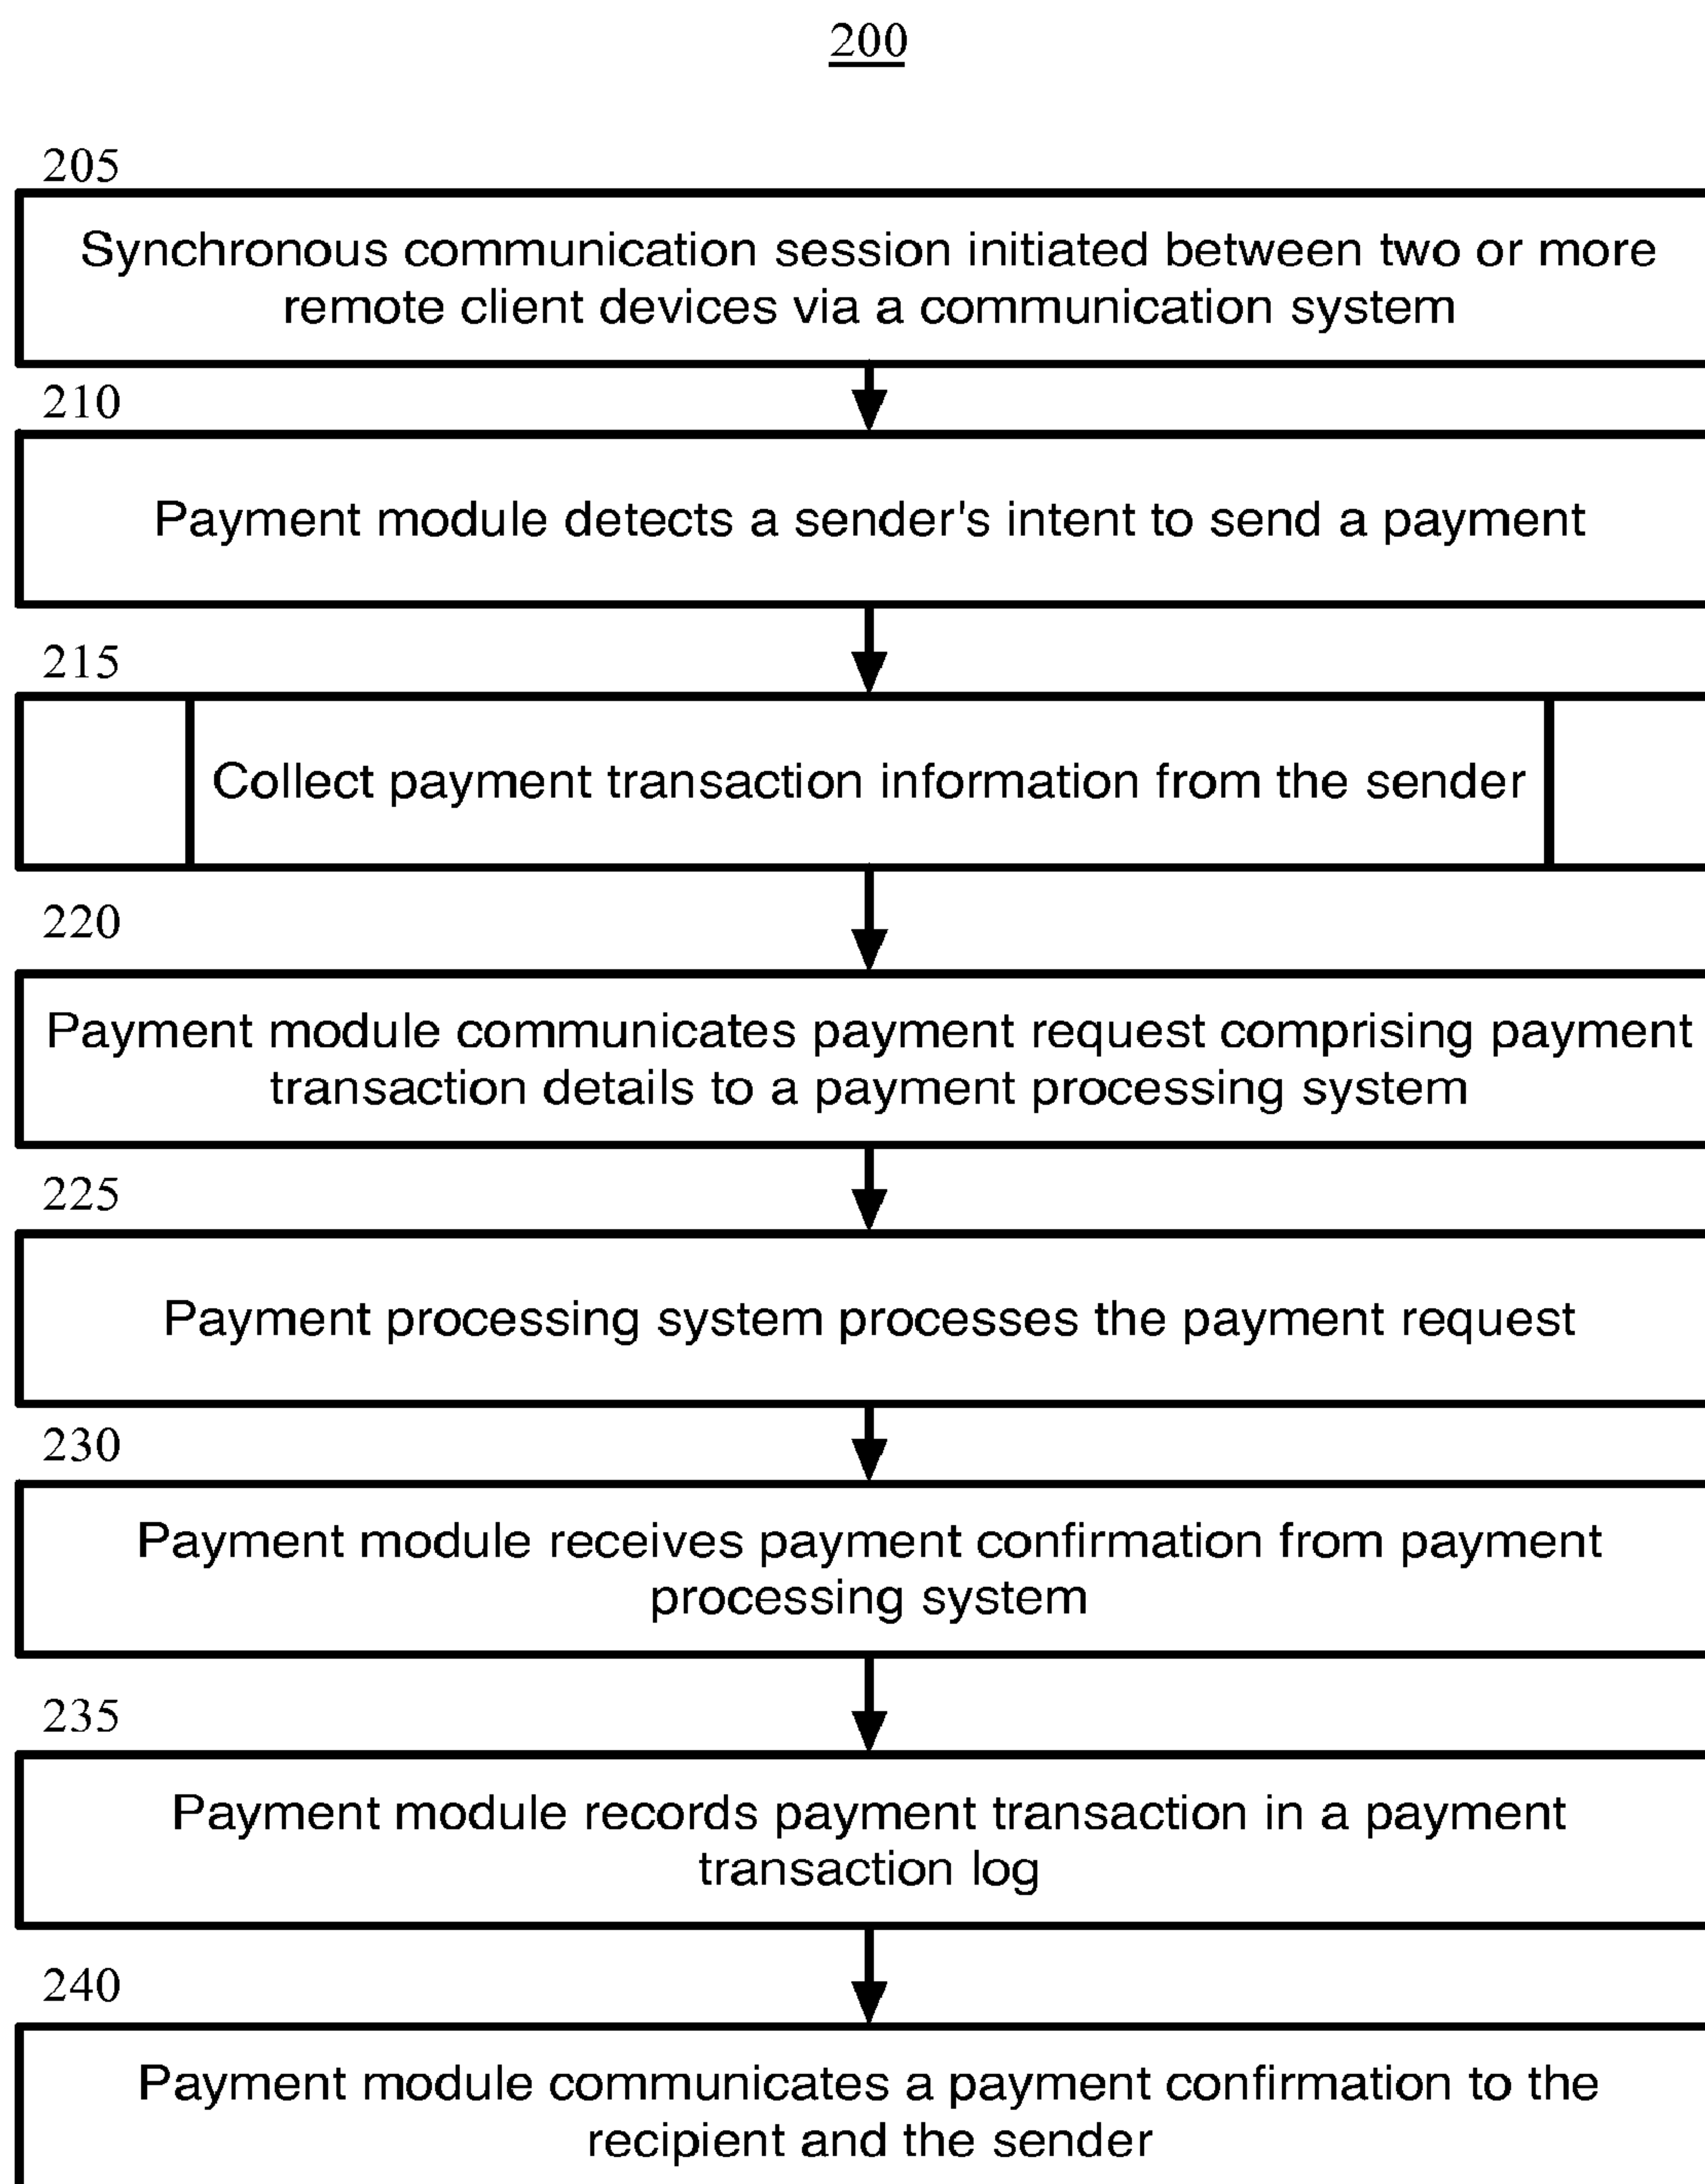 200
205
Synchronous communication session initiated between two or more
remote client devices via a communication system
210
Payment module detects a sender's intent to send a payment
215
Collect payment transaction information from the sender
220
Payment module communicates payment request comprising payment
transaction details to a payment processing system
225
Payment processing system processes the payment request
230
Payment module receives payment confirmation from payment
processing system
235
Payment module records payment transaction in a payment
transaction log
240
Payment module communicates a payment confirmation to the
recipient and the sender